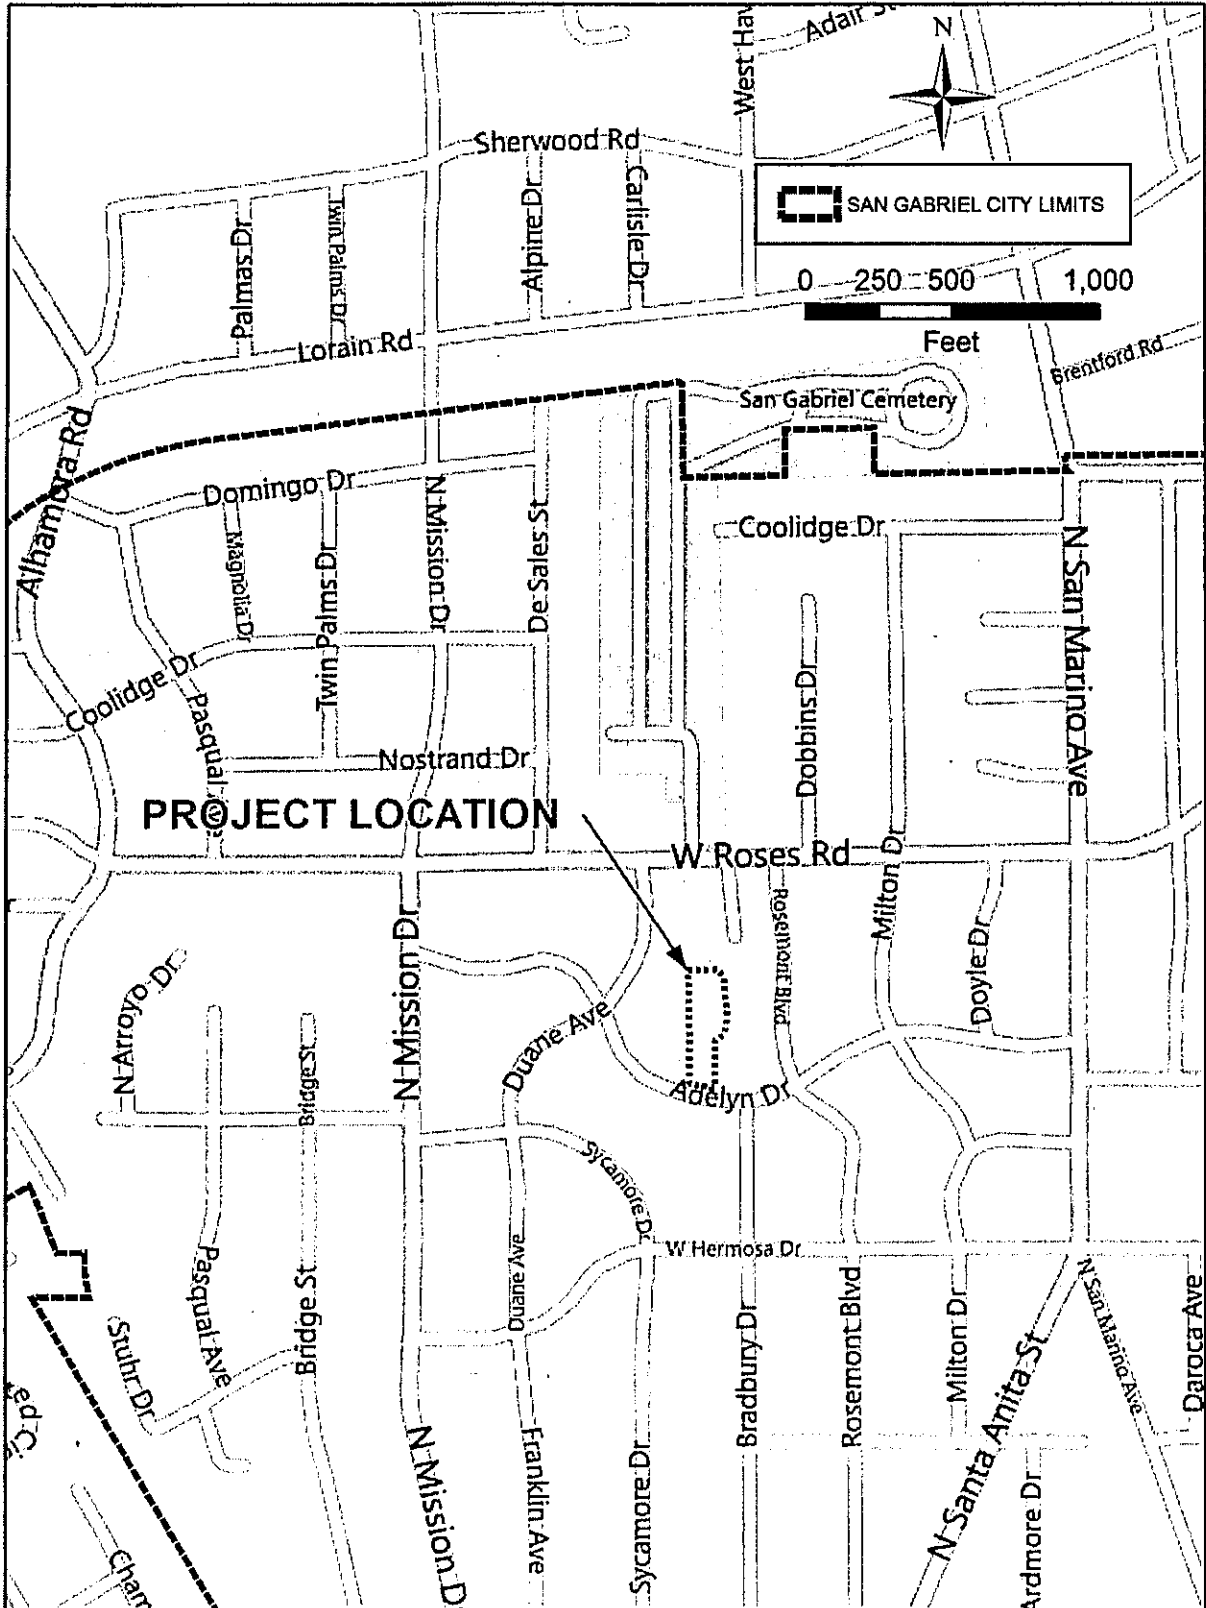 Adair St
N
West Hav
Sherwood Rd
Carlisle Dr
Alpine Dr
Twin Palms Dr
Palmas Dr
SAN GABRIEL CITY LIMITS
0 250 500 1,000
Feet
Lorain Rd
Brentford Rd
San Gabriel Cemetery
Alhambra Rd
Domingo Dr
N Mission Dr
De Sales St
Coolidge Dr
N San Marino Ave
Magnolia Dr
Twin Palms Dr
Coolidge Dr
Pasqual Ave
Dobbins Dr
Nostrand Dr
PROJECT LOCATION
W Roses Rd
Milton Dr
Rosemont Blvd
N Mission Dr
Doyle Dr
N Arroyo Dr
Duane Ave
Bridge St
Adelyn Dr
Sycamore Dr
W Hermosa Dr
Duane Ave
Pasqual Ave
Bridge St
Stuhr Dr
Bradbury Dr
Rosemont Blvd
Milton Dr
N Santa Anita St
N San Marino Ave
Daroca Ave
ted Cir
N Mission D
Franklin Ave
Sycamore Dr
Ardmore Dr
Cham